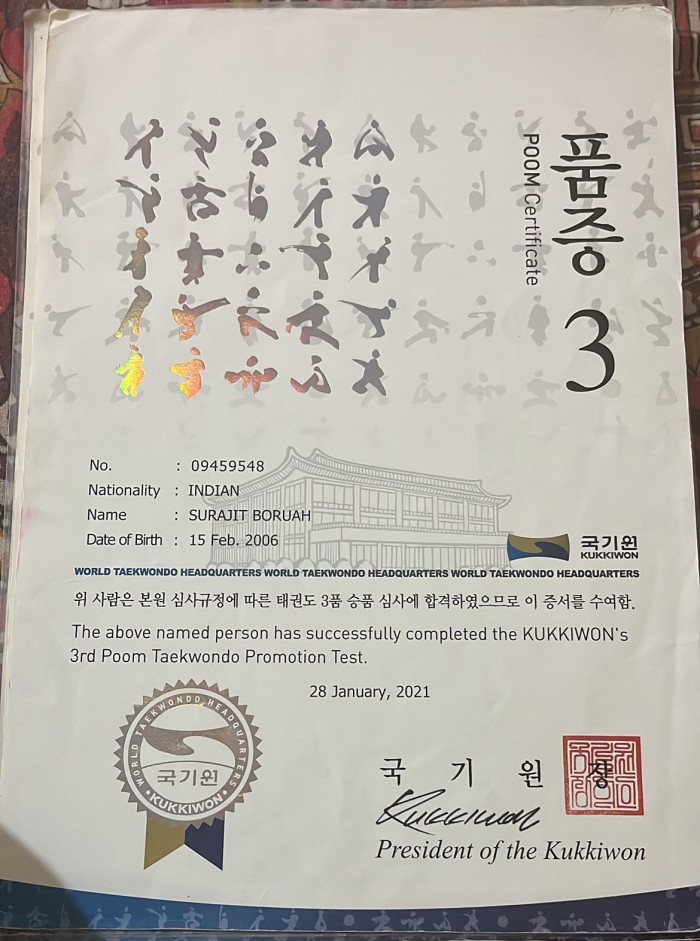 품증 3
POOM Certificate
No. : 09459548
Nationality : INDIAN
Name : SURAJIT BORUAH
Date of Birth : 15 Feb. 2006
국기원
KUKKIWON
WORLD TAEKWONDO HEADQUARTERS WORLD TAEKWONDO HEADQUARTERS WORLD TAEKWONDO HEADQUARTERS
위 사람은 본원 심사규정에 따른 태권도 3품 승품 심사에 합격하였으므로 이 증서를 수여함.
The above named person has successfully completed the KUKKIWON's
3rd Poom Taekwondo Promotion Test.
28 January, 2021
WORLD TAEKWONDO HEADQUARTERS
국기원
• KUKKIWON •
국 기 원 장
Kukkiwon
President of the Kukkiwon